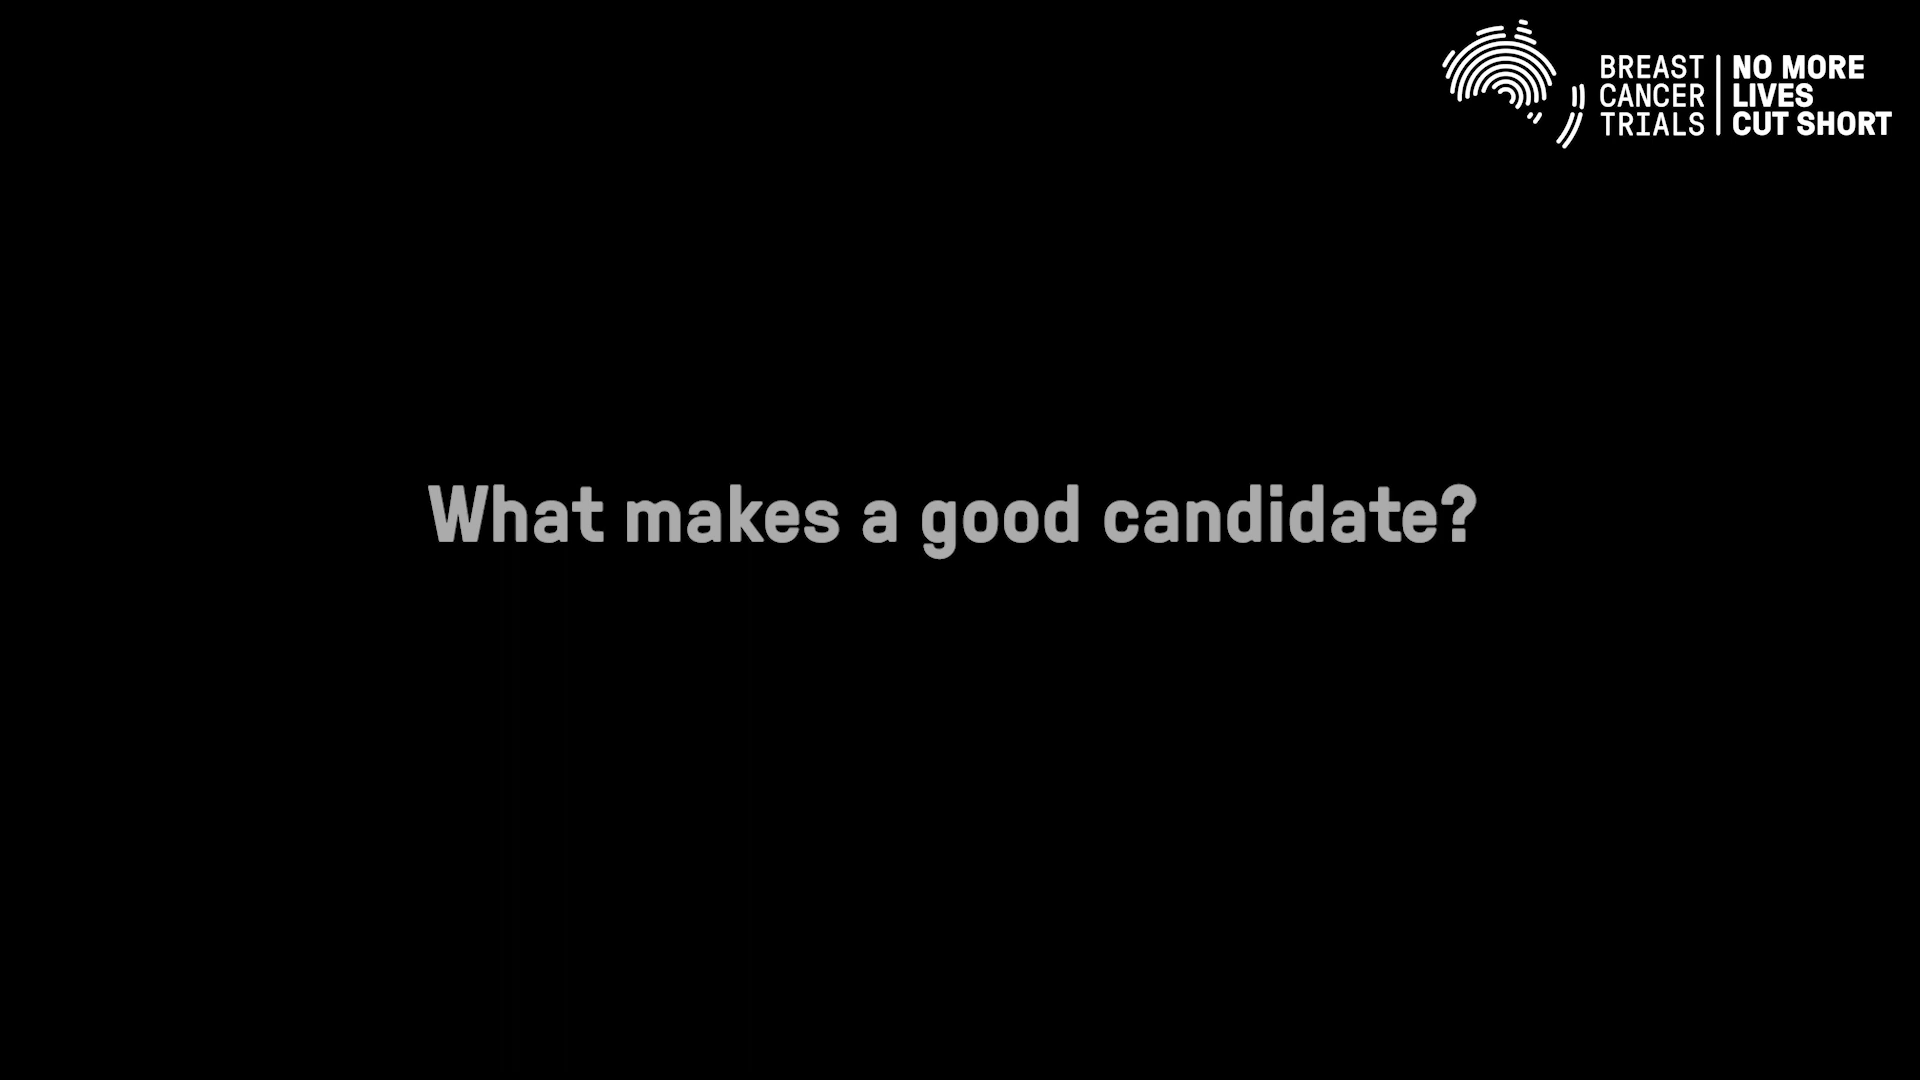 BREAST
CANCER
TRIALS
NO MORE
LIVES
CUT SHORT
What makes a good candidate?